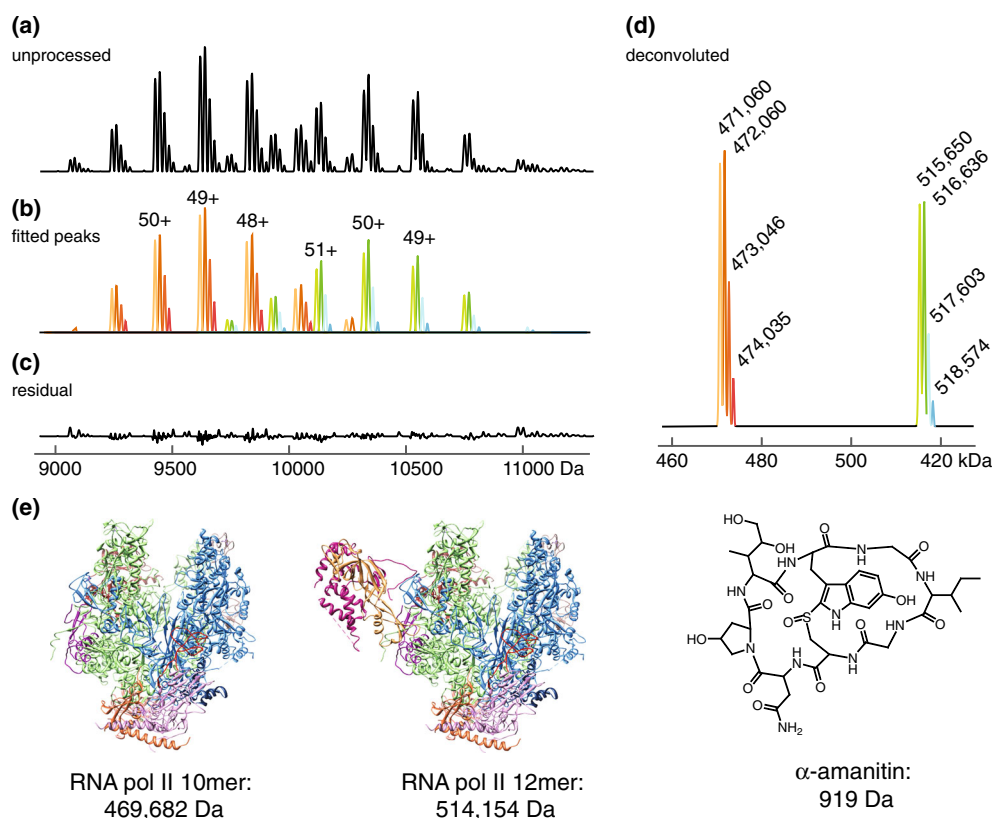 (a)
unprocessed
(b)
fitted peaks
50+
49+
48+
51+
50+
49+
(c)
residual
9000 9500 10000 10500 11000 Da
(d)
deconvoluted
471,060
472,060
473,046
474,035
515,650
516,636
517,603
518,574
460 480 500 420 kDa
(e)
RNA pol II 10mer:
469,682 Da
RNA pol II 12mer:
514,154 Da
HO
OH
O
H
N
O
HN
O
NH
O
HO
N
O
S
O
N
H
OH
NH
O
HN
O
HN
O
N
H
O
O
NH₂
α-amanitin:
919 Da